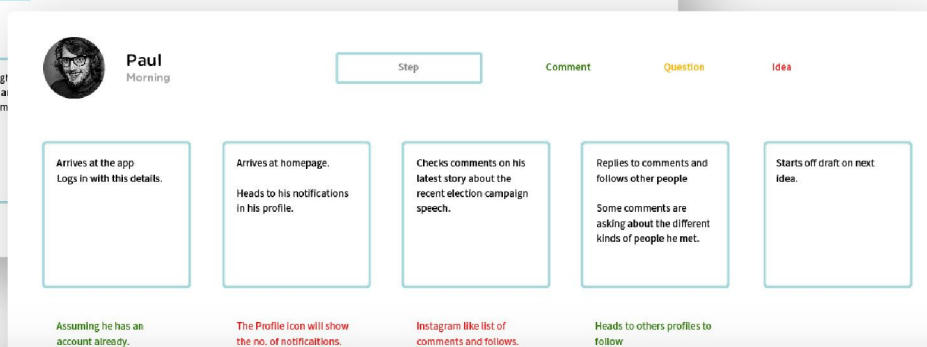 Paul
Morning
Step
Comment
Question
Idea
Arrives at the app
Logs in with this details.
Arrives at homepage.
Heads to his notifications
in his profile.
Checks comments on his
latest story about the
recent election campaign
speech.
Replies to comments and
follows other people
Some comments are
asking about the different
kinds of people he met.
Starts off draft on next
idea.
Assuming he has an
account already.
The Profile icon will show
the no. of notificaitions.
Instagram like list of
comments and follows.
Heads to others profiles to
follow